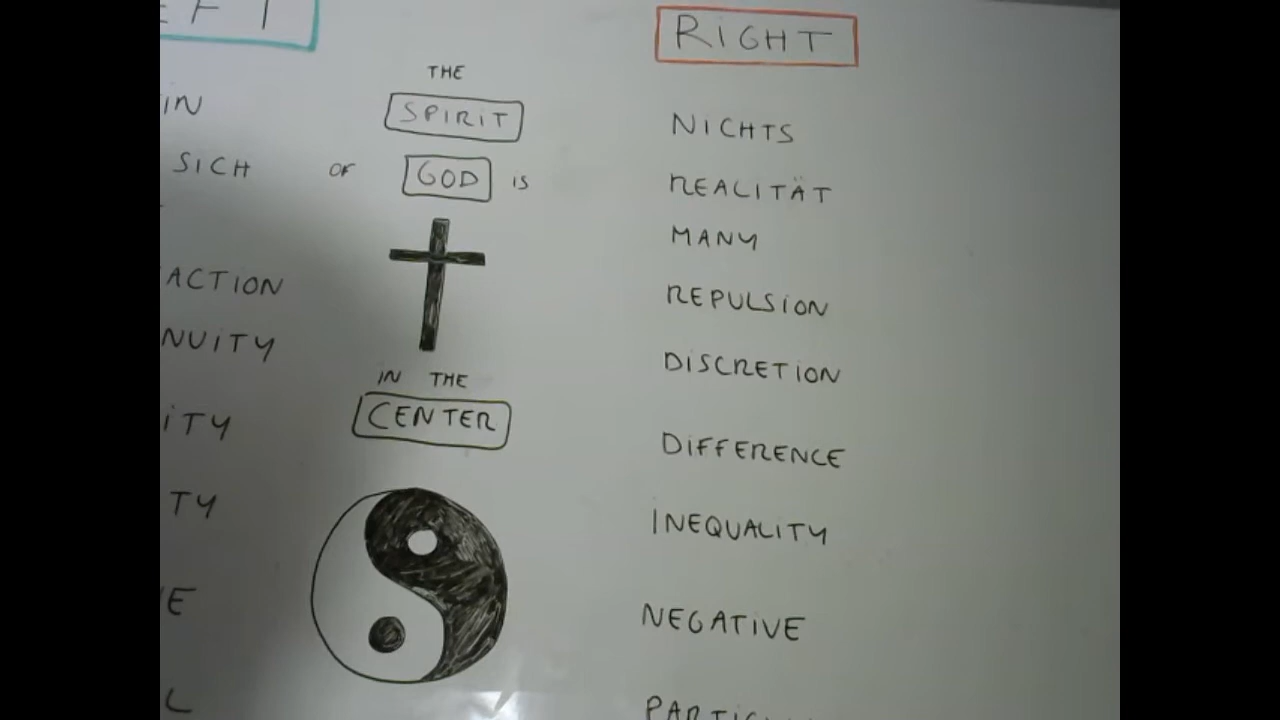 EFT
IN
SICH
ACTION
NUITY
ITY
TY
E
L
THE
SPIRIT
OF GOD IS
IN THE
CENTER
RIGHT
NICHTS
REALITÄT
MANY
REPULSION
DISCRETION
DIFFERENCE
INEQUALITY
NEGATIVE